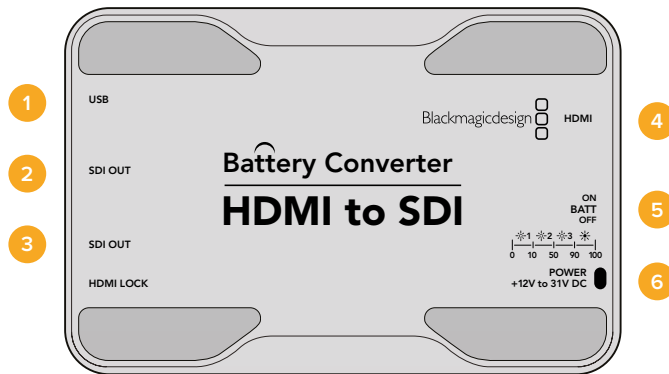 1
USB
Blackmagicdesign
HDMI
4
2
SDI OUT
Battery Converter
HDMI to SDI
ON
BATT
OFF
5
3
SDI OUT
1 2 3
0 10 50 90 100
HDMI LOCK
POWER
+12V to 31V DC
6